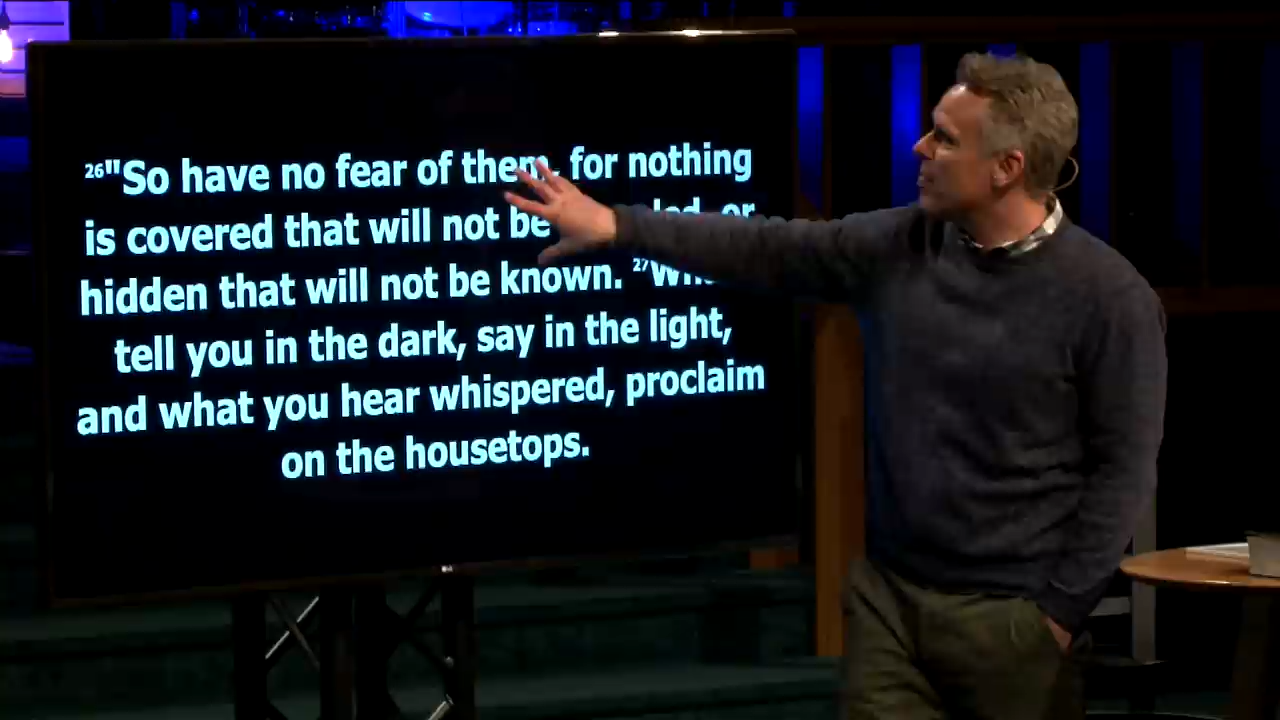 26"So have no fear of them, for nothing
is covered that will not be or
hidden that will not be known. 27
tell you in the dark, say in the light,
and what you hear whispered, proclaim
on the housetops.